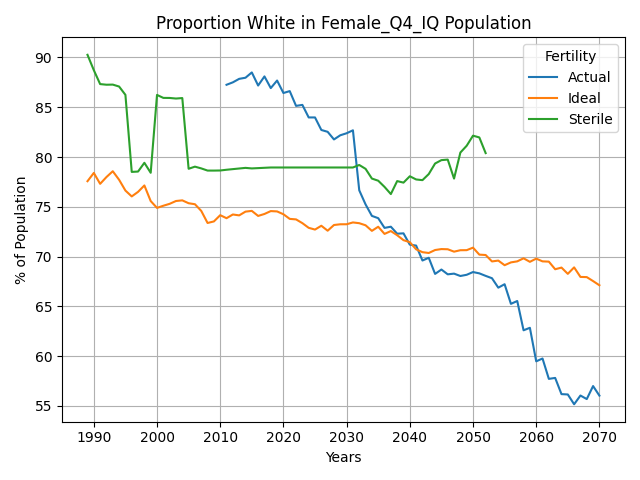 Proportion White in Female_Q4_IQ Population
Fertility
Actual
Ideal
Sterile
% of Population
90
85
80
75
70
65
60
55
1990 2000 2010 2020 2030 2040 2050 2060 2070
Years